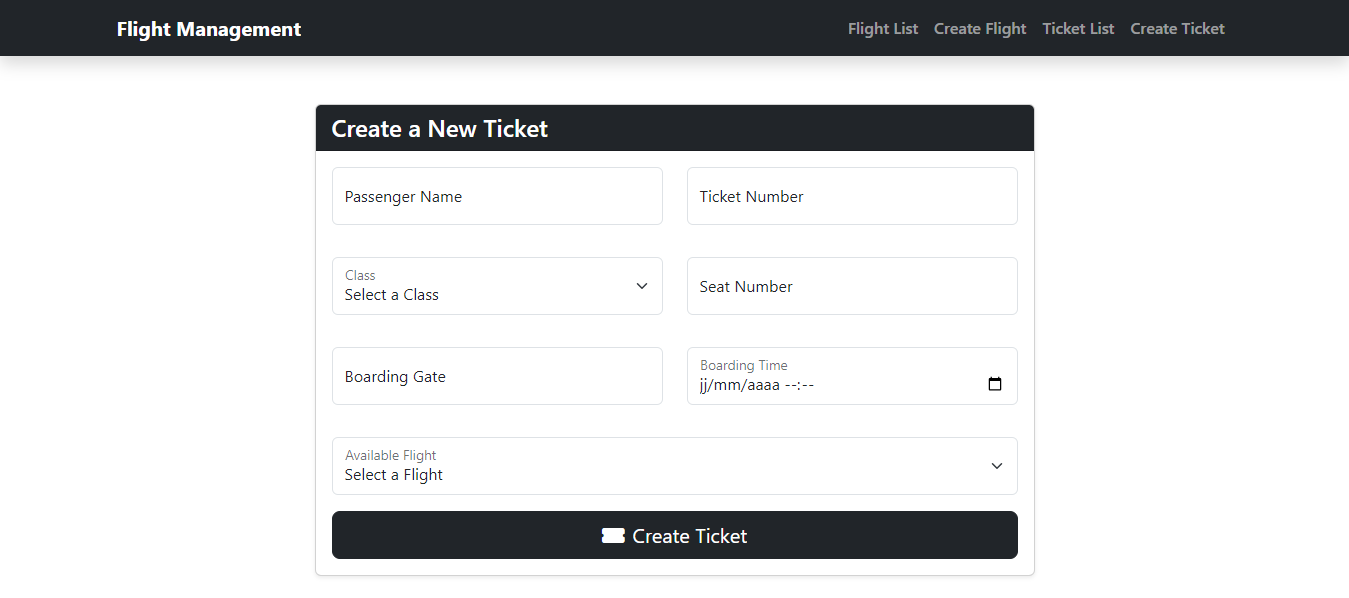 Flight Management
Flight List Create Flight Ticket List Create Ticket
Create a New Ticket
Passenger Name
Ticket Number
Class
Select a Class
Seat Number
Boarding Gate
Boarding Time
jj/mm/aaaa --:--
Available Flight
Select a Flight
Create Ticket